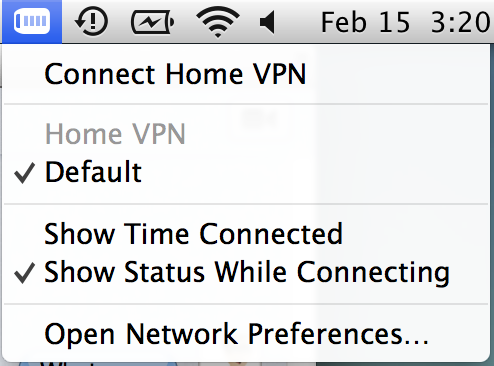 Feb 15 3:20
Connect Home VPN
Home VPN
Default
Show Time Connected
Show Status While Connecting
Open Network Preferences...